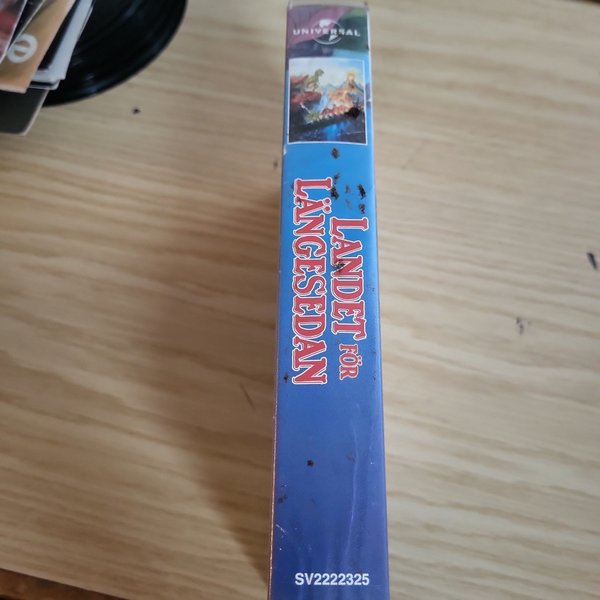 UNIVERSAL
LANDET FÖR
LÄNGESEDAN
SV2222325
e